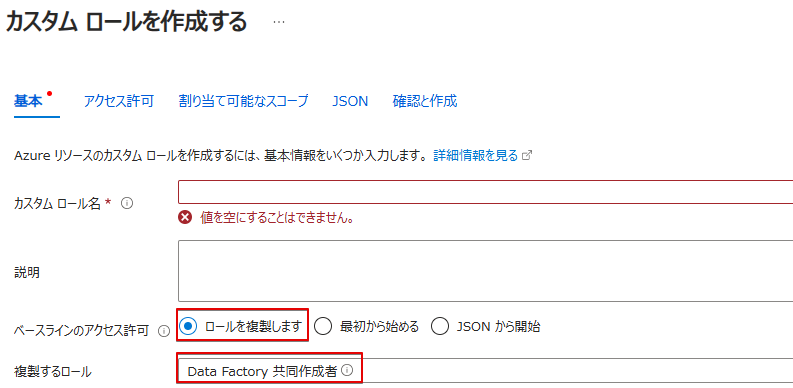 カスタム ロールを作成する …
基本 アクセス許可 割り当て可能なスコープ JSON 確認と作成
Azure リソースのカスタム ロールを作成するには、基本情報をいくつか入力します。 詳細情報を見る
カスタム ロール名 *
値を空にすることはできません。
説明
ベースラインのアクセス許可 ロールを複製します 最初から始める JSON から開始
複製するロール Data Factory 共同作成者